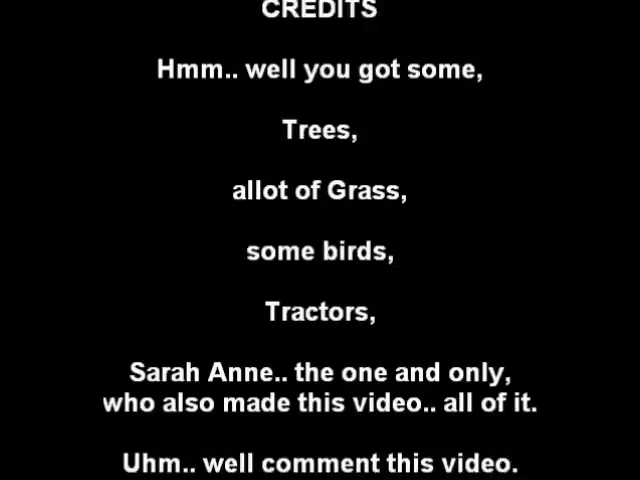 CREDITS
Hmm.. well you got some,
Trees,
allot of Grass,
some birds,
Tractors,
Sarah Anne.. the one and only,
who also made this video.. all of it.
Uhm.. well comment this video.